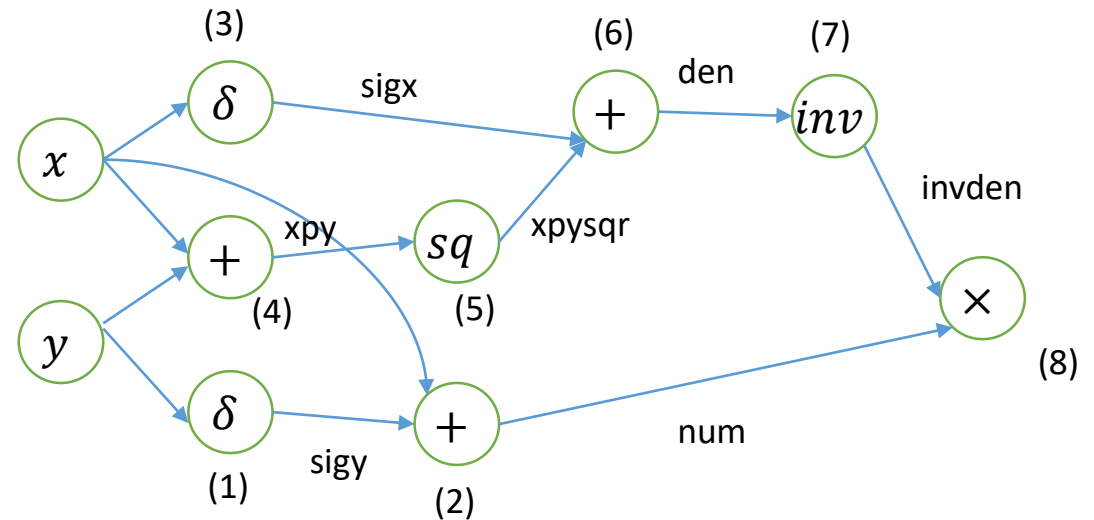 (3)
(6)
(7)
δ
sigx
+
den
inv
x
invden
+
xpy
sq
xpysqr
(4)
(5)
×
y
(8)
δ
+
num
sigy
(1)
(2)